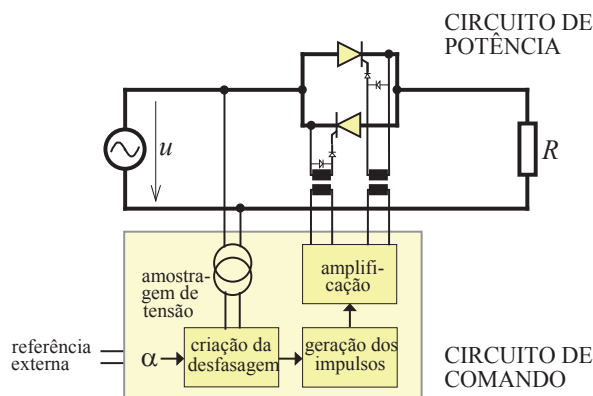 CIRCUITO DE
POTÊNCIA
u
R
amostra-
gem de
tensão
amplifi-
cação
referência
externa
α
criação da
desfasagem
geração dos
impulsos
CIRCUITO DE
COMANDO